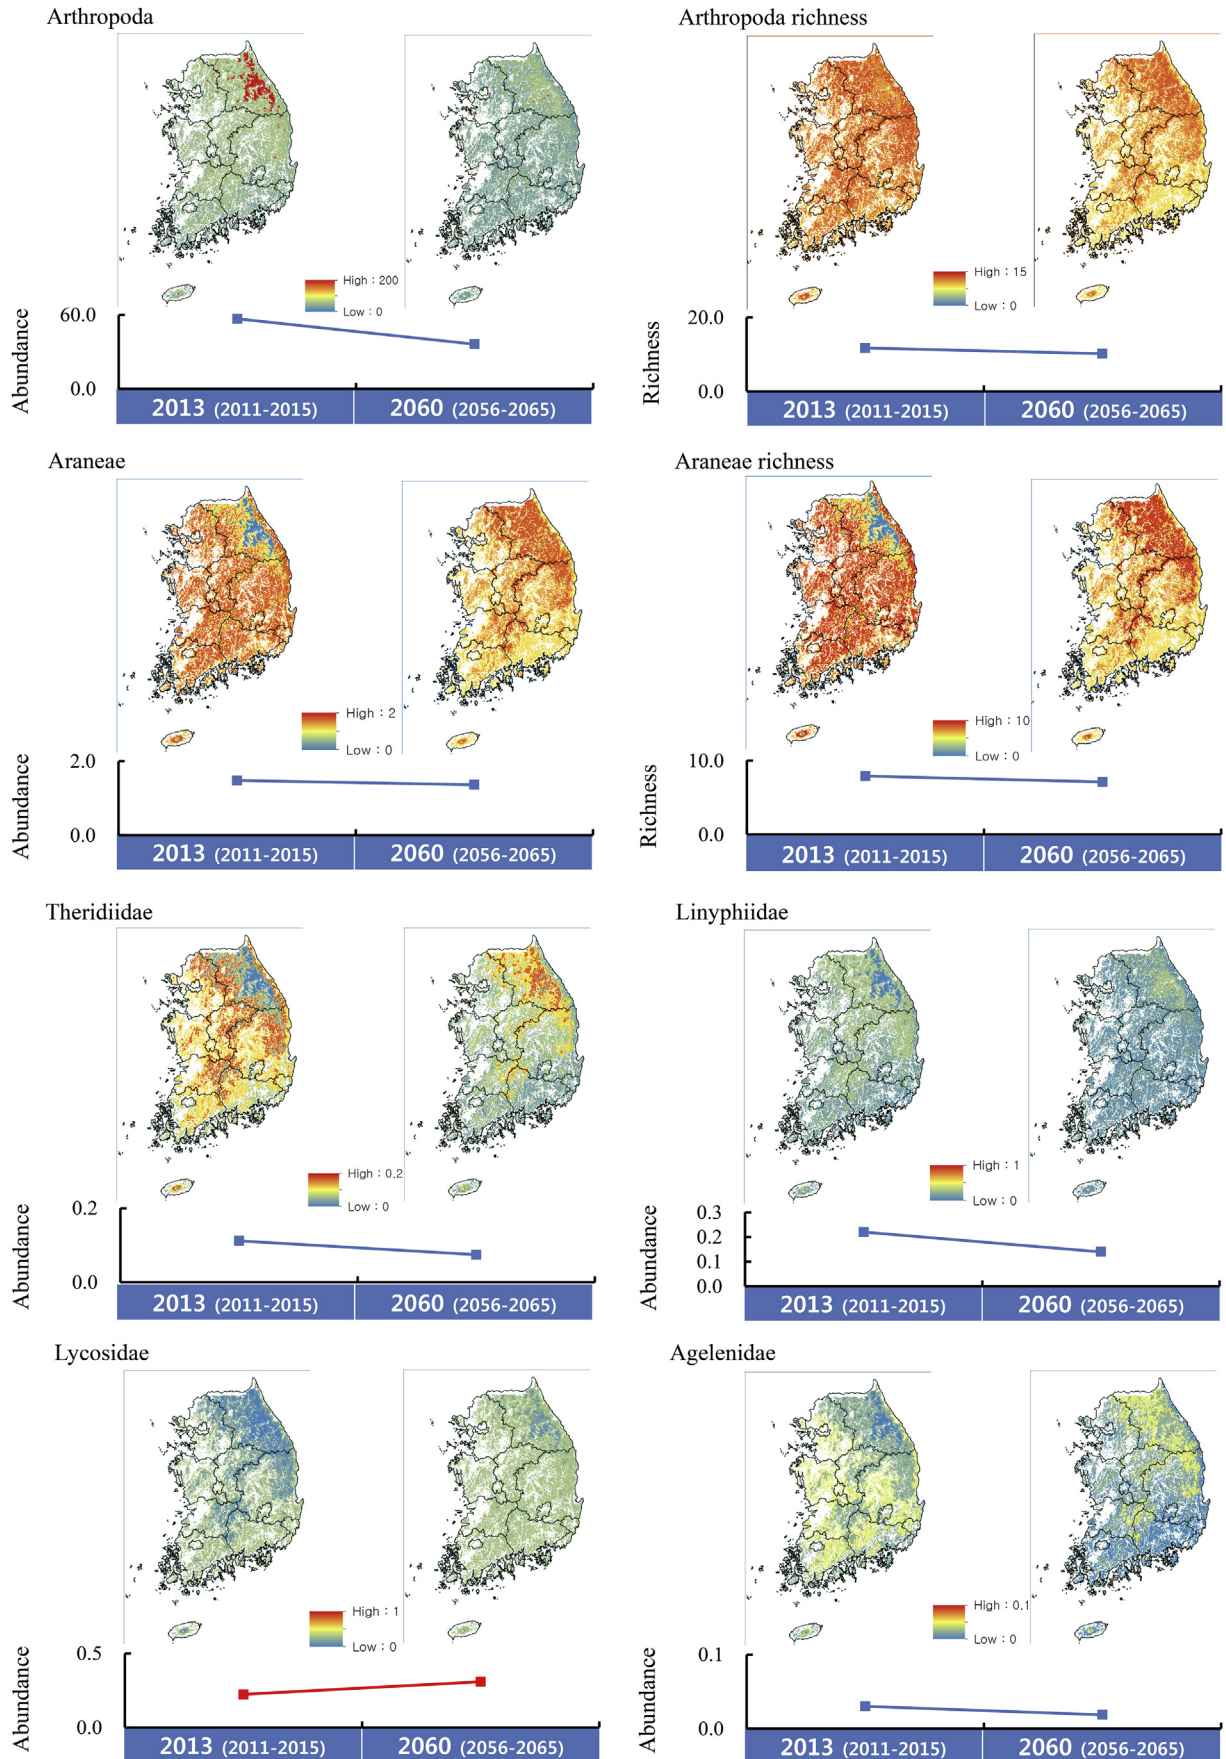 Arthropoda
High : 200
Low : 0
Abundance
60.0
0.0
2013 (2011-2015)
2060 (2056-2065)
Arthropoda richness
High : 15
Low : 0
Richness
20.0
0.0
2013 (2011-2015)
2060 (2056-2065)
Araneae
High : 2
Low : 0
Abundance
2.0
0.0
2013 (2011-2015)
2060 (2056-2065)
Araneae richness
High : 10
Low : 0
Richness
10.0
0.0
2013 (2011-2015)
2060 (2056-2065)
Theridiidae
High : 0.2
Low : 0
Abundance
0.2
0.0
2013 (2011-2015)
2060 (2056-2065)
Linyphiidae
High : 1
Low : 0
Abundance
0.3
0.2
0.1
0.0
2013 (2011-2015)
2060 (2056-2065)
Lycosidae
High : 1
Low : 0
Abundance
0.5
0.0
2013 (2011-2015)
2060 (2056-2065)
Agelenidae
High : 0.1
Low : 0
Abundance
0.1
0.0
2013 (2011-2015)
2060 (2056-2065)